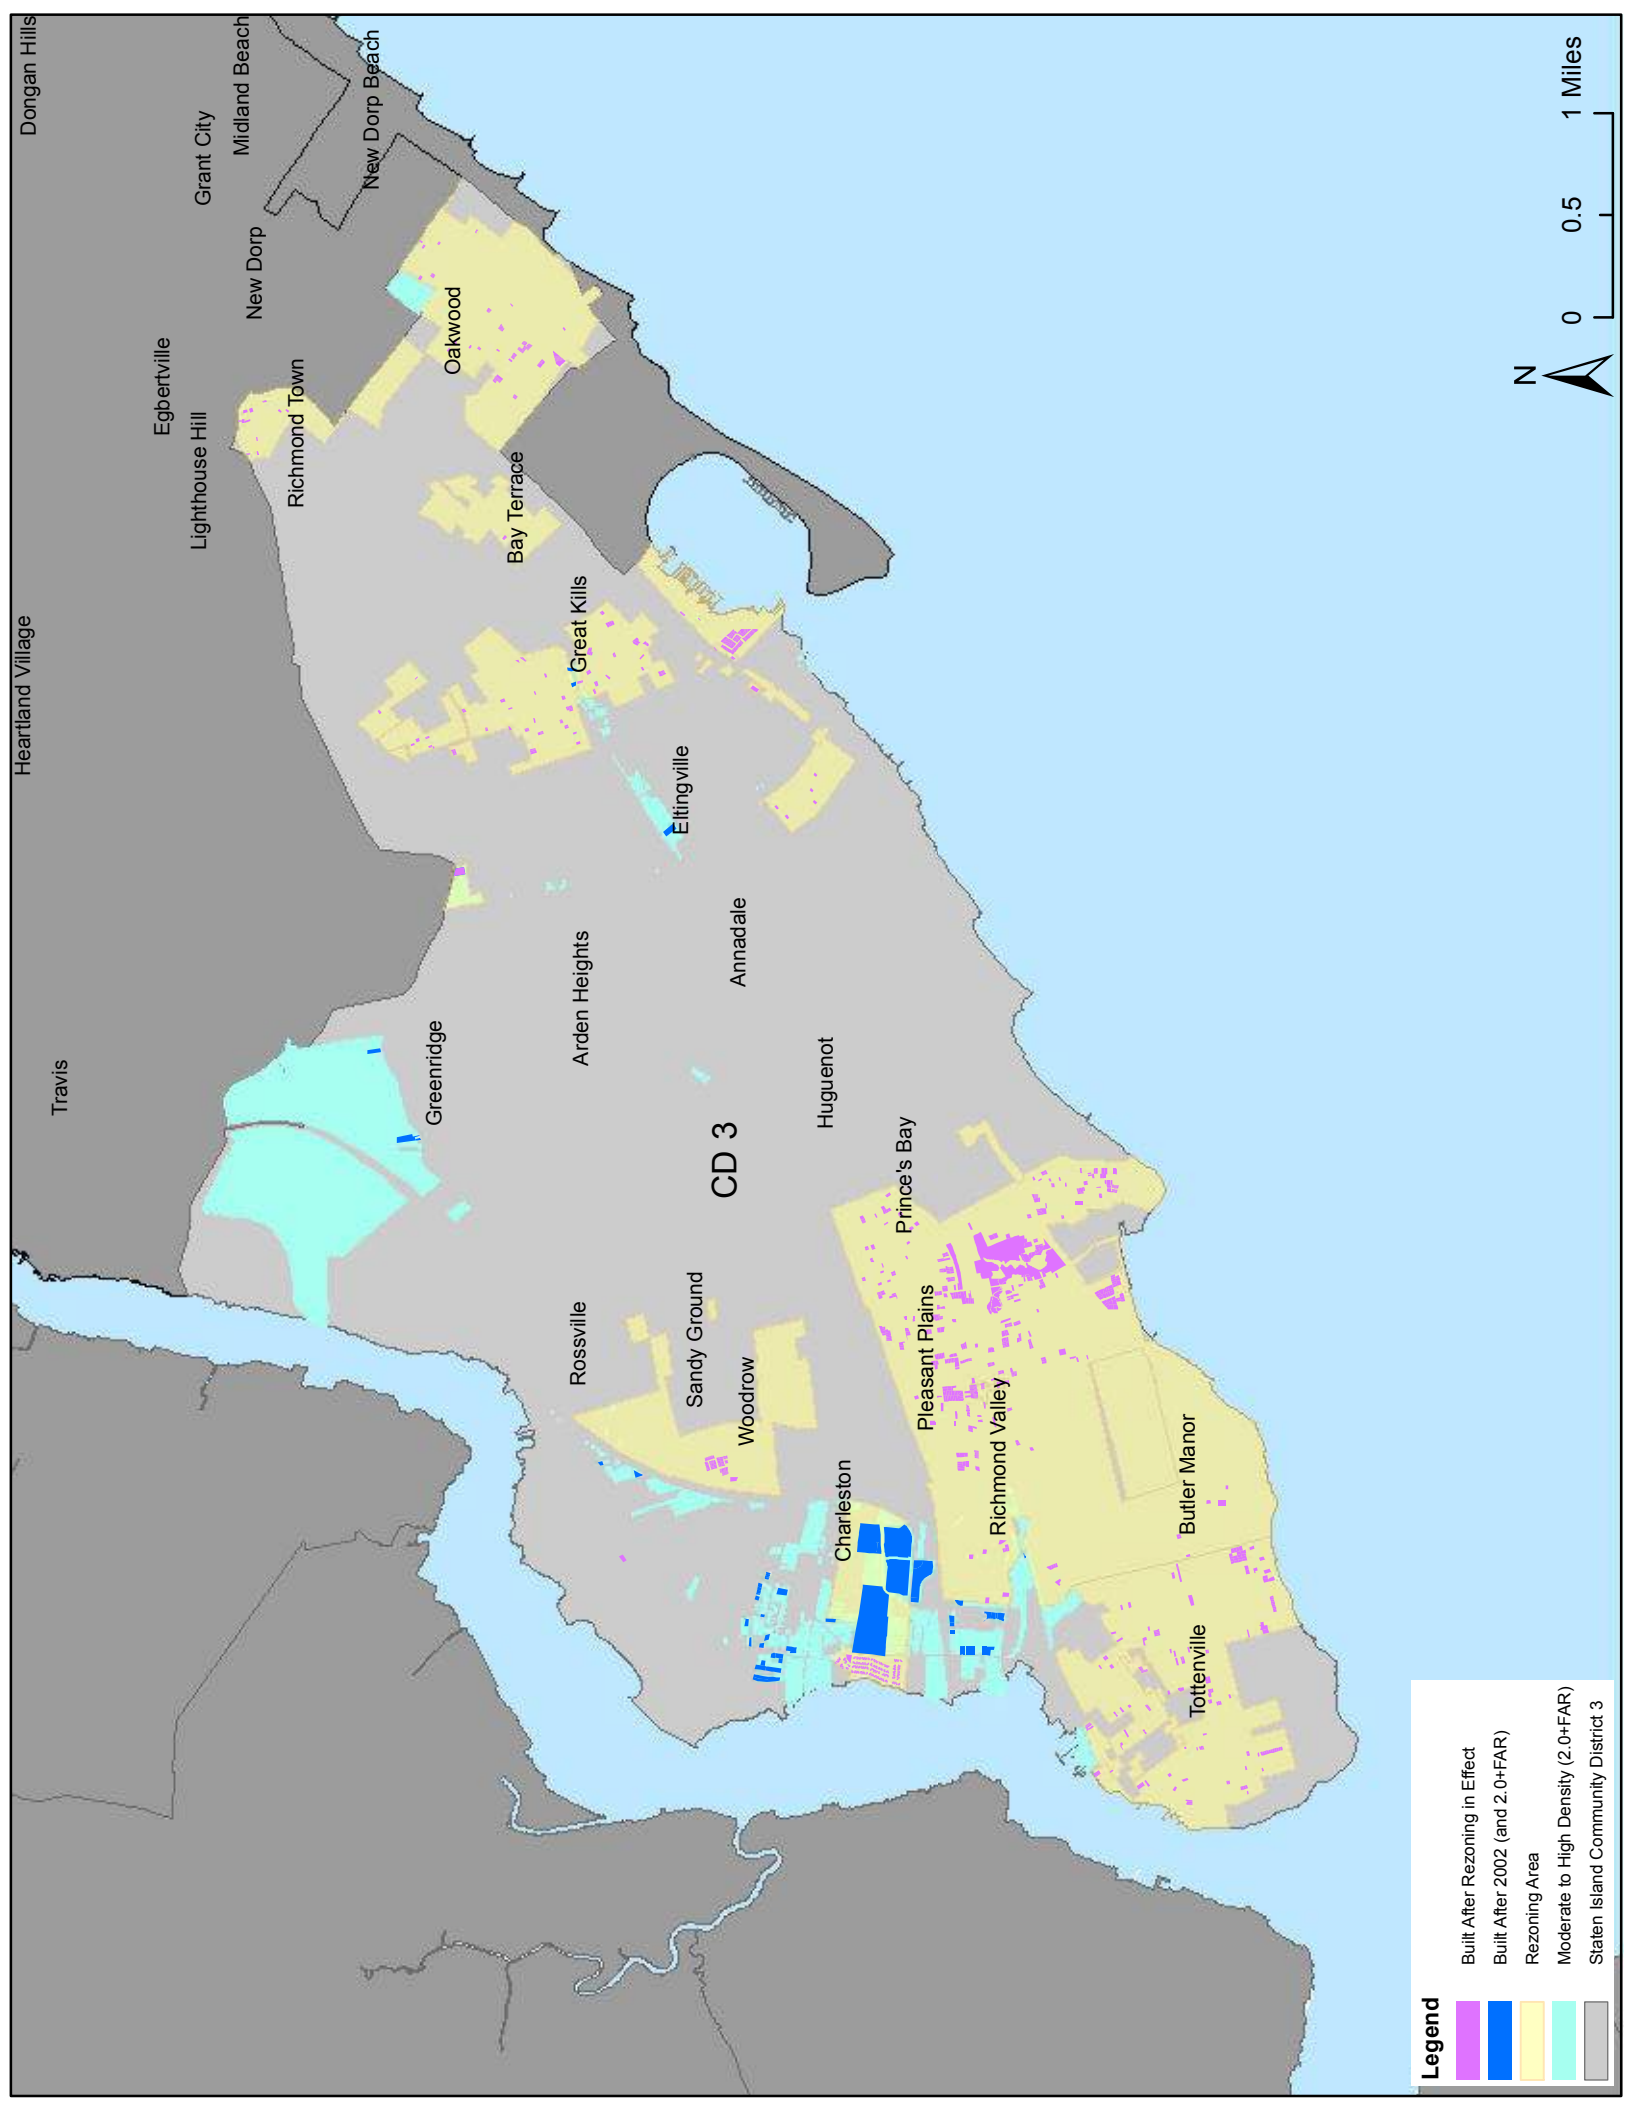 Dongan Hills
Midland Beach
Grant City
New Dorp Beach
New Dorp
Egbertville
Lighthouse Hill
Richmond Town
Oakwood
Bay Terrace
Heartland Village
Great Kills
Eltingville
Travis
Greenridge
Arden Heights
Annadale
CD 3
Huguenot
Prince's Bay
Rossville
Sandy Ground
Woodrow
Pleasant Plains
Richmond Valley
Charleston
Butler Manor
Tottenville
N
0 0.5 1 Miles
Legend
Built After Rezoning in Effect
Built After 2002 (and 2.0+FAR)
Rezoning Area
Moderate to High Density (2.0+FAR)
Staten Island Community District 3